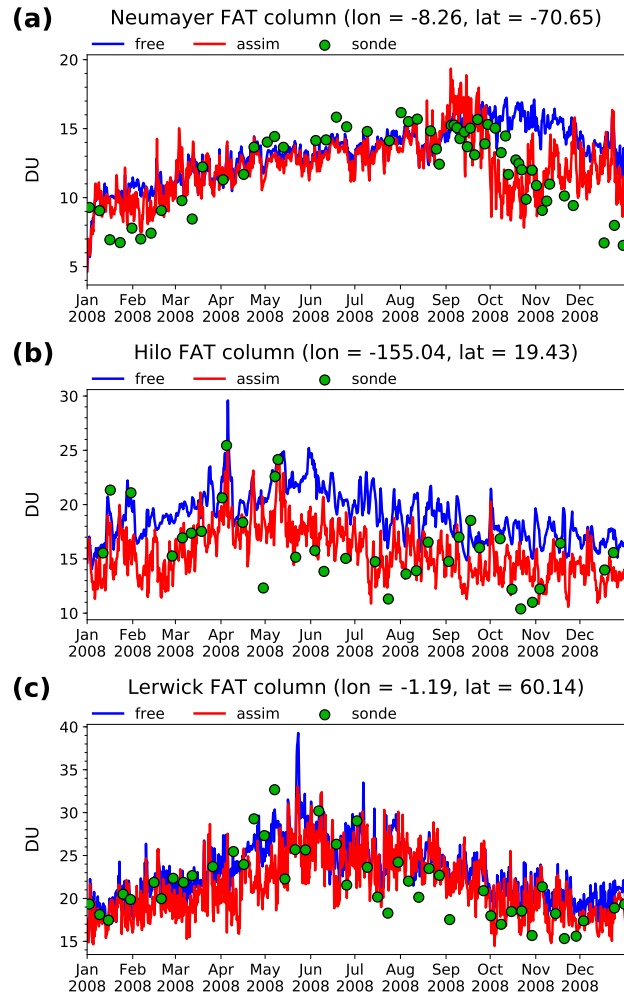 (a)
Neumayer FAT column (lon = -8.26, lat = -70.65)
free assim sonde
20
15
10
5
DU
Jan Feb Mar Apr May Jun Jul Aug Sep Oct Nov Dec
2008 2008 2008 2008 2008 2008 2008 2008 2008 2008 2008 2008
(b)
Hilo FAT column (lon = -155.04, lat = 19.43)
free assim sonde
30
25
20
15
10
DU
Jan Feb Mar Apr May Jun Jul Aug Sep Oct Nov Dec
2008 2008 2008 2008 2008 2008 2008 2008 2008 2008 2008 2008
(c)
Lerwick FAT column (lon = -1.19, lat = 60.14)
free assim sonde
40
35
30
25
20
15
DU
Jan Feb Mar Apr May Jun Jul Aug Sep Oct Nov Dec
2008 2008 2008 2008 2008 2008 2008 2008 2008 2008 2008 2008